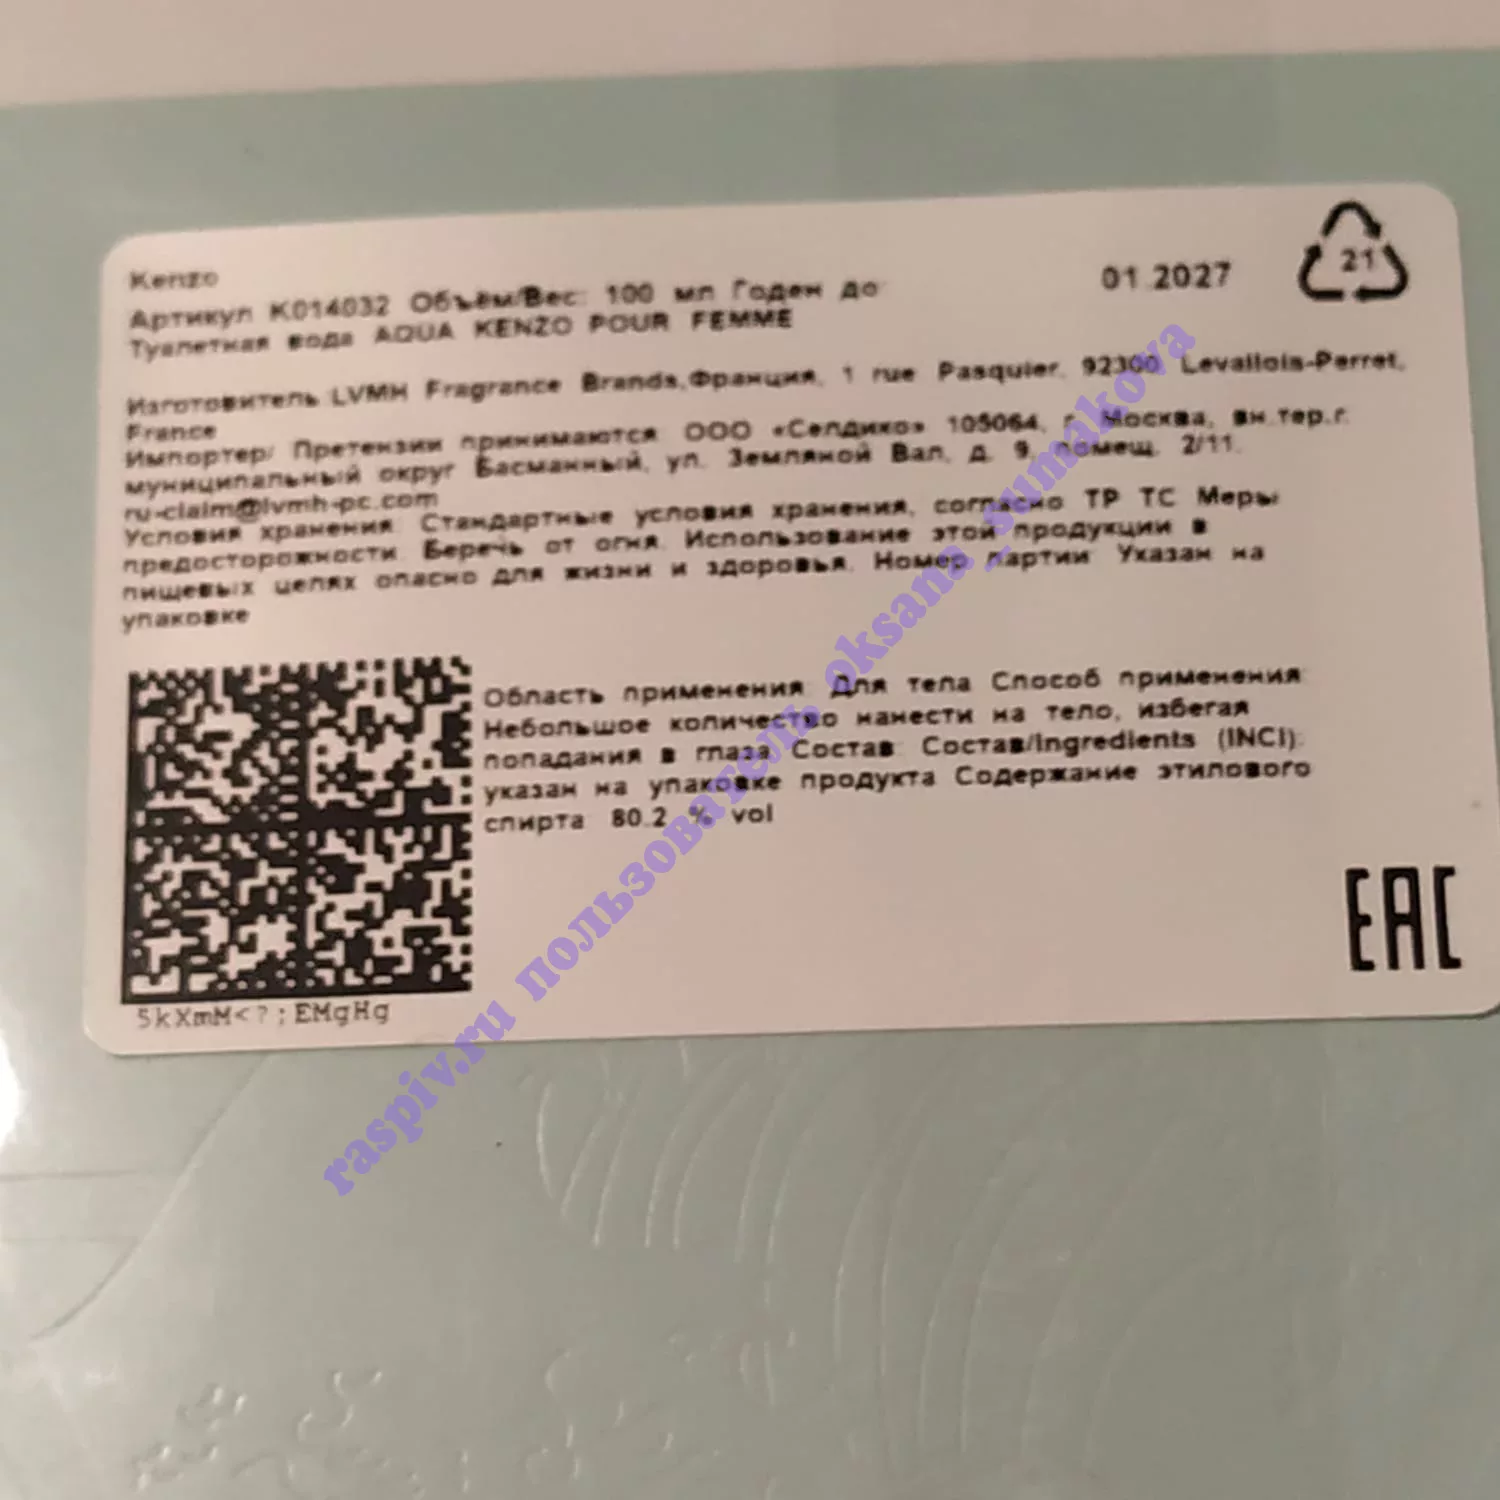 Kenzo
Артикул K014032 Объём/Вес: 100 мл Годен до: 01.2027
21
Туалетная вода AQUA KENZO POUR FEMME
Изготовитель LVMH Fragrance Brands,Франция, 1 rue Pasquier, 92300 Levallois-Perret,
France
Импортер/ Претензии принимаются ООО «Селдико» 105064, г. Москва, вн.тер.г.
муниципальный округ Басманный, ул. Земляной Вал, д. 9, помещ. 2/11.
ru-claim@lvmh-pc.com
Условия хранения: Стандартные условия хранения, согласно ТР ТС Меры
предосторожности: Беречь от огня. Использование этой продукции в
пищевых целях опасно для жизни и здоровья. Номер партии: Указан на
упаковке
Область применения: Для тела Способ применения:
Небольшое количество нанести на тело, избегая
попадания в глаза Состав: Состав/Ingredients (INCI):
указан на упаковке продукта Содержание этилового
спирта: 80.2 % vol
EAC
5kXmM<?;EMgHg
raspiv.ru пользователь oksana_sumakova